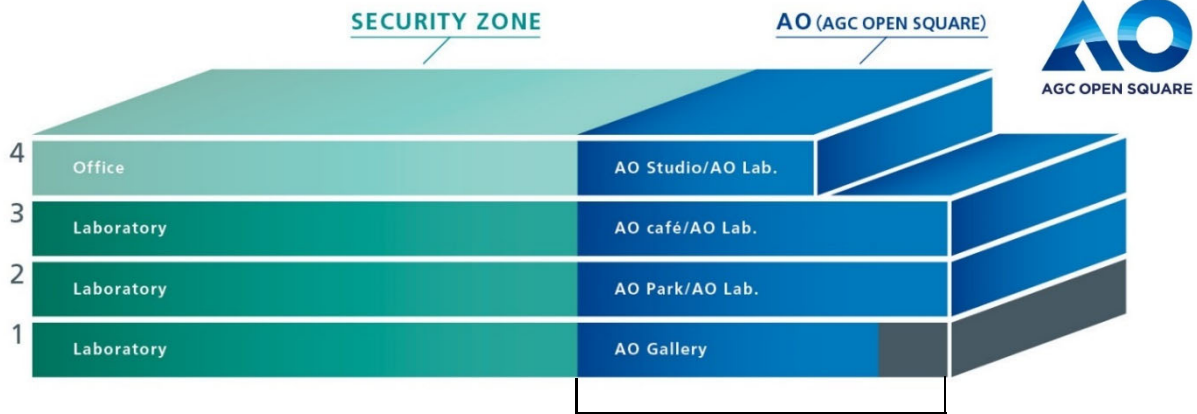 SECURITY ZONE
AO (AGC OPEN SQUARE)
AO
AGC OPEN SQUARE
4
Office
AO Studio/AO Lab.
3
Laboratory
AO café/AO Lab.
2
Laboratory
AO Park/AO Lab.
1
Laboratory
AO Gallery